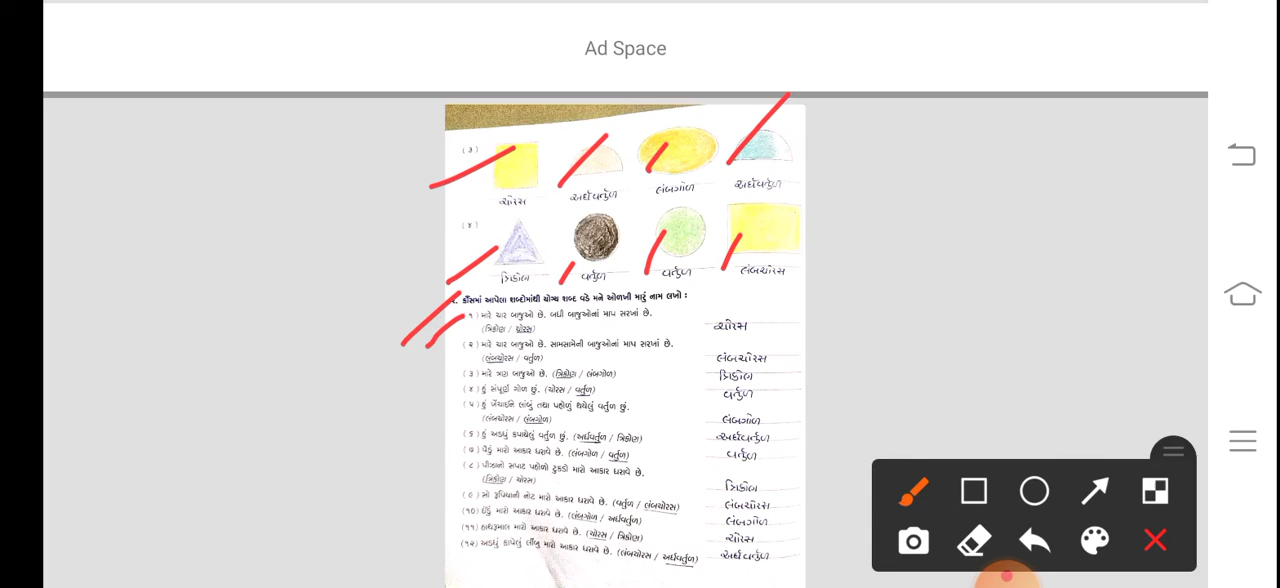 Ad Space
(૩)
ચોરસ અર્ધવર્તુળ લંબગોળ અર્ધવર્તુળ
(૪)
ત્રિકોણ વર્તુળ વર્તુળ લંબચોરસ
૨. કૌંસમાં આપેલા શબ્દોમાંથી યોગ્ય શબ્દ વડે મને ઓળખી મારું નામ લખો :
(૧) મારે ચાર બાજુઓ છે. બધી બાજુઓનાં માપ સરખાં છે.
(ત્રિકોણ / ચોરસ) ચોરસ
(૨) મારે ચાર બાજુઓ છે. સામસામેની બાજુઓનાં માપ સરખાં છે.
(લંબચોરસ / વર્તુળ) લંબચોરસ
(૩) મારે ત્રણ બાજુઓ છે. (ત્રિકોણ / લંબગોળ) ત્રિકોણ
(૪) હું સંપૂર્ણ ગોળ છું. (ચોરસ / વર્તુળ) વર્તુળ
(૫) હું ખેંચાઈને લાંબું તથા પહોળું થયેલું વર્તુળ છું.
(લંબચોરસ / લંબગોળ) લંબગોળ
(૬) હું અડધું કપાયેલું વર્તુળ છું. (અર્ધવર્તુળ / ત્રિકોણ) અર્ધવર્તુળ
(૭) પૈડું મારો આકાર ધરાવે છે. (લંબગોળ / વર્તુળ) વર્તુળ
(૮) પીઝાનો સપાટ પહોળો ટુકડો મારો આકાર ધરાવે છે.
(ત્રિકોણ / ચોરસ) ત્રિકોણ
(૯) સો રૂપિયાની નોટ મારો આકાર ધરાવે છે. (વર્તુળ / લંબચોરસ) લંબચોરસ
(૧૦) ઈંડું મારો આકાર ધરાવે છે. (લંબગોળ / અર્ધવર્તુળ) લંબગોળ
(૧૧) હાથરૂમાલ મારો આકાર ધરાવે છે. (ચોરસ / ત્રિકોણ) ચોરસ
(૧૨) અડધું કાપેલું લીંબુ મારો આકાર ધરાવે છે. (લંબચોરસ / અર્ધવર્તુળ) અર્ધવર્તુળ